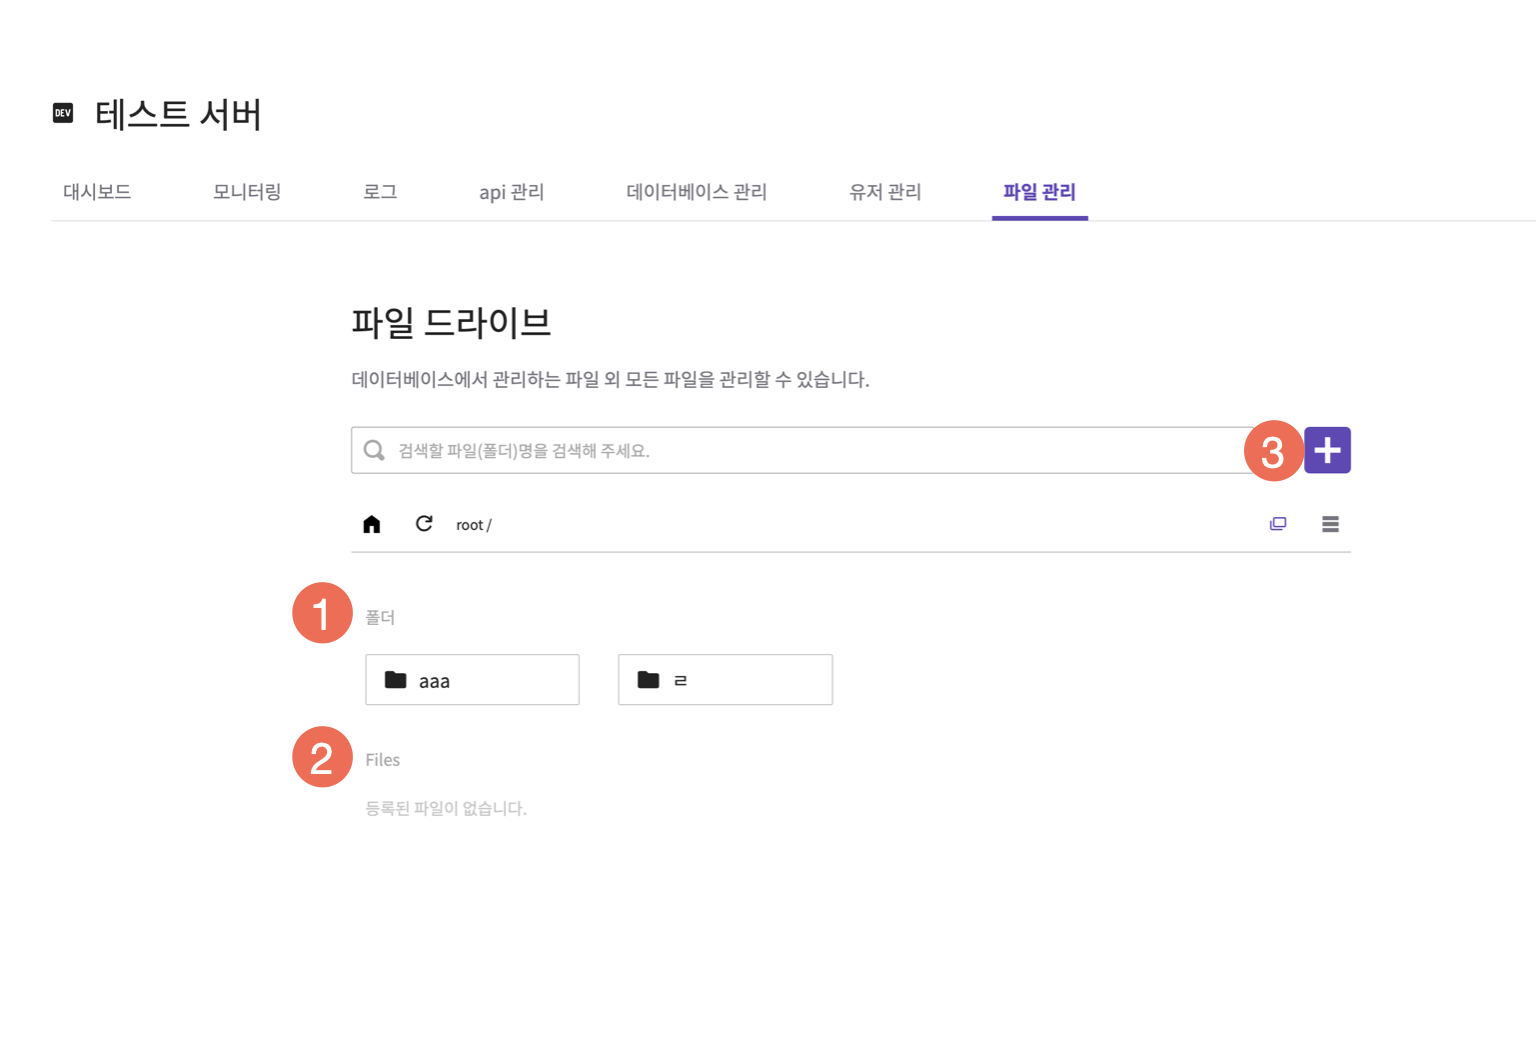 DEV 테스트 서버
대시보드 모니터링 로그 api 관리 데이터베이스 관리 유저 관리 파일 관리
파일 드라이브
데이터베이스에서 관리하는 파일 외 모든 파일을 관리할 수 있습니다.
검색할 파일(폴더)명을 검색해 주세요. 3 +
root /
1 폴더
aaa ㄹ
2 Files
등록된 파일이 없습니다.